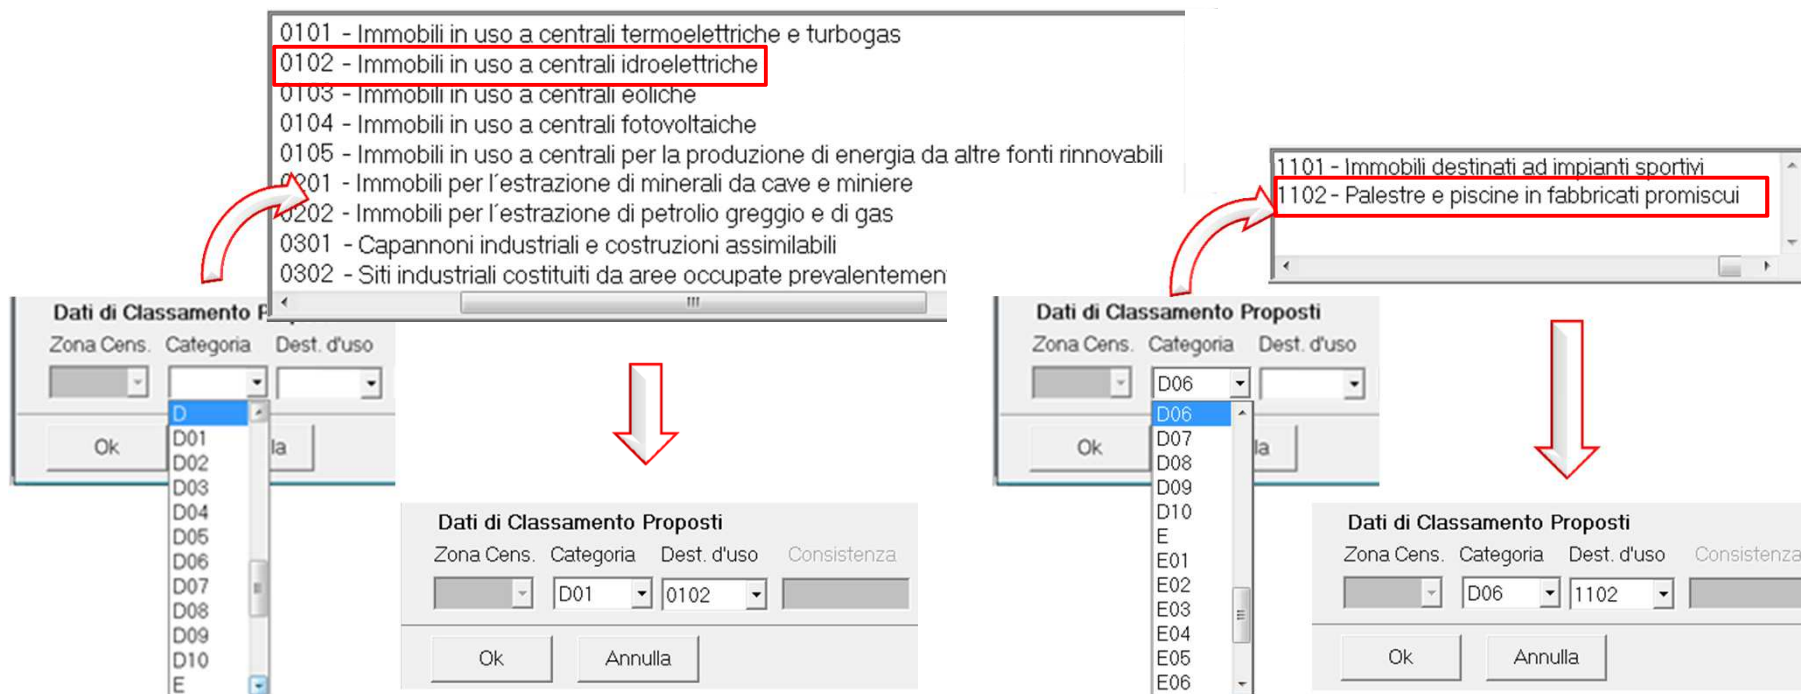 0101 - Immobili in uso a centrali termoelettriche e turbogas
0102 - Immobili in uso a centrali idroelettriche
0103 - Immobili in uso a centrali eoliche
0104 - Immobili in uso a centrali fotovoltaiche
0105 - Immobili in uso a centrali per la produzione di energia da altre fonti rinnovabili
0201 - Immobili per l´estrazione di minerali da cave e miniere
0202 - Immobili per l´estrazione di petrolio greggio e di gas
0301 - Capannoni industriali e costruzioni assimilabili
0302 - Siti industriali costituiti da aree occupate prevalentemen
Dati di Classamento
Zona Cens. Categoria Dest. d'uso
D
D01
D02
D03
D04
D05
D06
D07
D08
D09
D10
E
Ok la
Dati di Classamento Proposti
Zona Cens. Categoria Dest. d'uso Consistenza
D01 0102
Ok Annulla
1101 - Immobili destinati ad impianti sportivi
1102 - Palestre e piscine in fabbricati promiscui
Dati di Classamento Proposti
Zona Cens. Categoria Dest. d'uso
D06
D06
D07
D08
D09
D10
E
E01
E02
E03
E04
E05
E06
Ok la
Dati di Classamento Proposti
Zona Cens. Categoria Dest. d'uso Consistenza
D06 1102
Ok Annulla